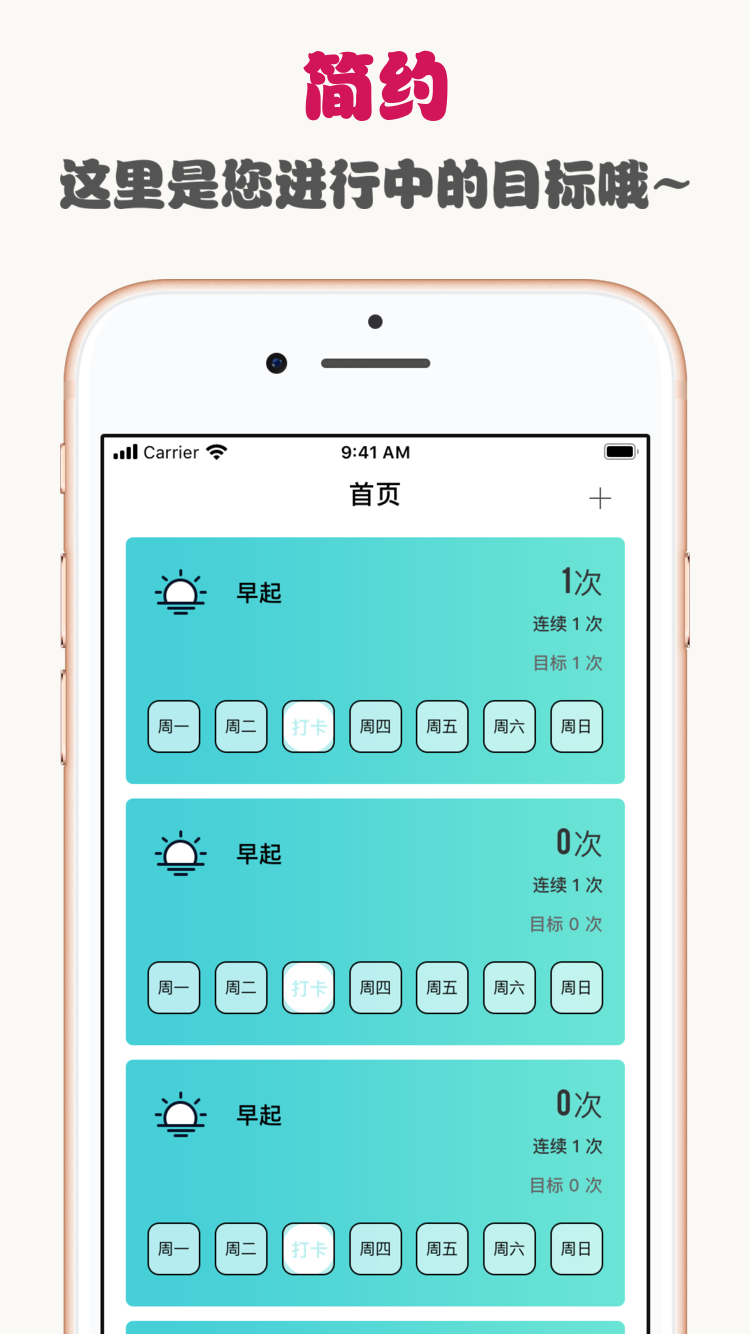 简约
这里是您进行中的目标哦~
Carrier 9:41 AM
首页
早起
1次
连续 1 次
目标 1 次
周一 周二 打卡 周四 周五 周六 周日
早起
0次
连续 1 次
目标 0 次
周一 周二 打卡 周四 周五 周六 周日
早起
0次
连续 1 次
目标 0 次
周一 周二 打卡 周四 周五 周六 周日